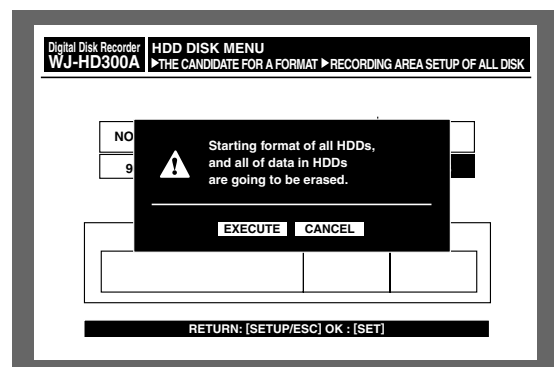 Digital Disk Recorder
WJ-HD300A
HDD DISK MENU
▶THE CANDIDATE FOR A FORMAT ▶RECORDING AREA SETUP OF ALL DISK
NO
9
Starting format of all HDDs,
and all of data in HDDs
are going to be erased.
EXECUTE CANCEL
RETURN: [SETUP/ESC] OK : [SET]